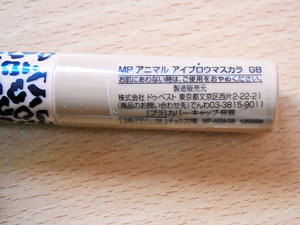 MP アニマル アイブロウマスカラ GB
お肌にあわない時は、ご使用をおやめください。
製造販売元
株式会社 ドゥ・ベスト 東京都文京区西片2-22-21
(商品のお問い合わせ先)でんわ03-3815-9011
[プラ]カバー・キャップ・容器